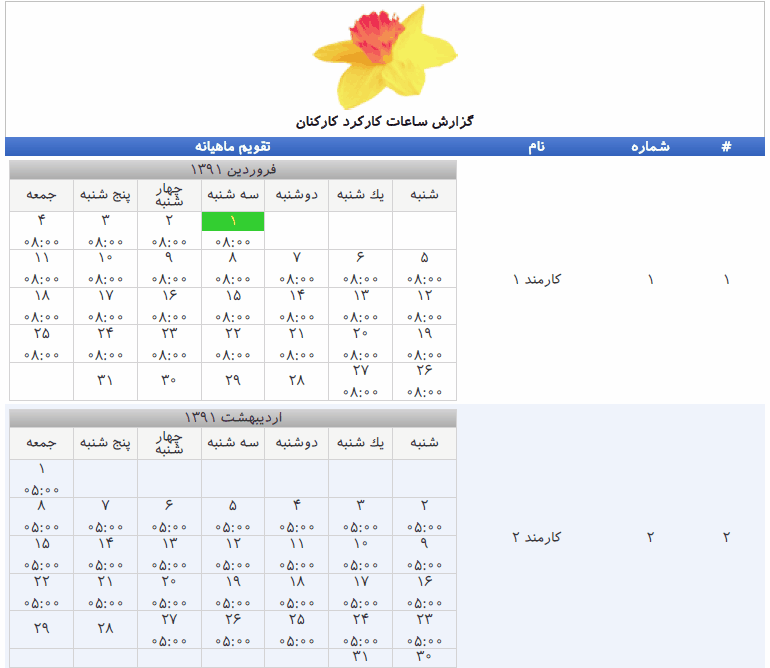 گزارش ساعات کارکرد کارکنان
# شماره نام تقویم ماهیانه
فروردین ۱۳۹۱
شنبه یك شنبه دوشنبه سه شنبه چهار شنبه پنج شنبه جمعه
۱ ۲ ۳ ۴
۰۸:۰۰ ۰۸:۰۰ ۰۸:۰۰ ۰۸:۰۰
۵ ۶ ۷ ۸ ۹ ۱۰ ۱۱
۰۸:۰۰ ۰۸:۰۰ ۰۸:۰۰ ۰۸:۰۰ ۰۸:۰۰ ۰۸:۰۰ ۰۸:۰۰
۱ ۱ کارمند ۱
۱۲ ۱۳ ۱۴ ۱۵ ۱۶ ۱۷ ۱۸
۰۸:۰۰ ۰۸:۰۰ ۰۸:۰۰ ۰۸:۰۰ ۰۸:۰۰ ۰۸:۰۰ ۰۸:۰۰
۱۹ ۲۰ ۲۱ ۲۲ ۲۳ ۲۴ ۲۵
۰۸:۰۰ ۰۸:۰۰ ۰۸:۰۰ ۰۸:۰۰ ۰۸:۰۰ ۰۸:۰۰ ۰۸:۰۰
۲۶ ۲۷ ۲۸ ۲۹ ۳۰ ۳۱
۰۸:۰۰ ۰۸:۰۰
اردیبهشت ۱۳۹۱
شنبه یك شنبه دوشنبه سه شنبه چهار شنبه پنج شنبه جمعه
۱
۰۵:۰۰
۲ ۳ ۴ ۵ ۶ ۷ ۸
۰۵:۰۰ ۰۵:۰۰ ۰۵:۰۰ ۰۵:۰۰ ۰۵:۰۰ ۰۵:۰۰ ۰۵:۰۰
۲ ۲ کارمند ۲
۹ ۱۰ ۱۱ ۱۲ ۱۳ ۱۴ ۱۵
۰۵:۰۰ ۰۵:۰۰ ۰۵:۰۰ ۰۵:۰۰ ۰۵:۰۰ ۰۵:۰۰ ۰۵:۰۰
۱۶ ۱۷ ۱۸ ۱۹ ۲۰ ۲۱ ۲۲
۰۵:۰۰ ۰۵:۰۰ ۰۵:۰۰ ۰۵:۰۰ ۰۵:۰۰ ۰۵:۰۰ ۰۵:۰۰
۲۳ ۲۴ ۲۵ ۲۶ ۲۷ ۲۸ ۲۹
۰۵:۰۰ ۰۵:۰۰ ۰۵:۰۰ ۰۵:۰۰ ۰۵:۰۰
۳۰ ۳۱